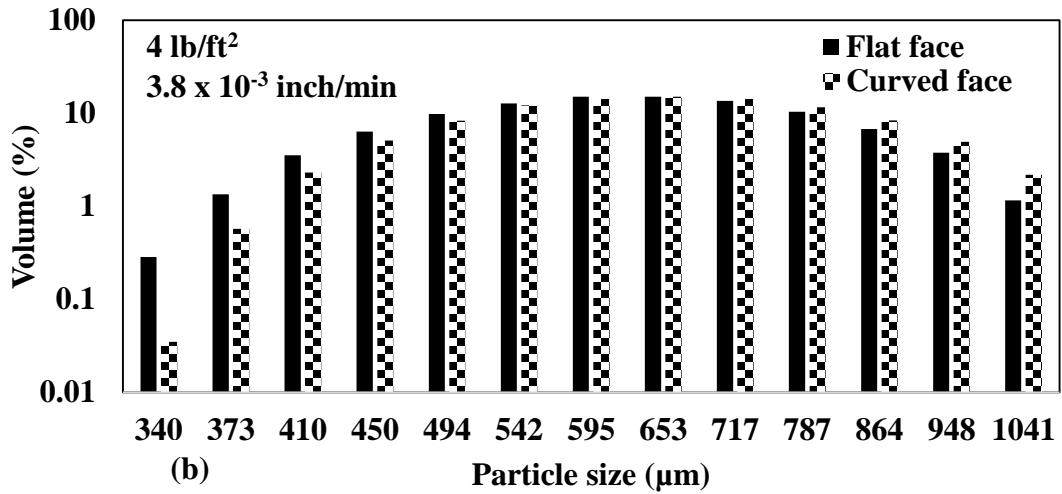 100
10
1
0.1
0.01
Volume (%)
4 lb/ft²
3.8 x 10⁻³ inch/min
Flat face
Curved face
340 373 410 450 494 542 595 653 717 787 864 948 1041
(b) Particle size (µm)